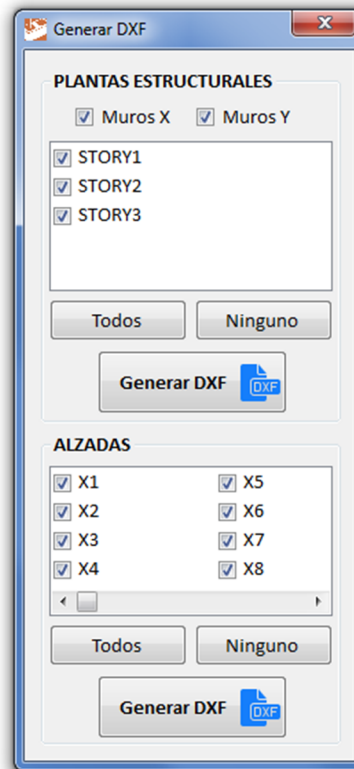 Generar DXF
PLANTAS ESTRUCTURALES
Muros X Muros Y
STORY1
STORY2
STORY3
Todos Ninguno
Generar DXF DXF
ALZADAS
X1 X5
X2 X6
X3 X7
X4 X8
Todos Ninguno
Generar DXF DXF